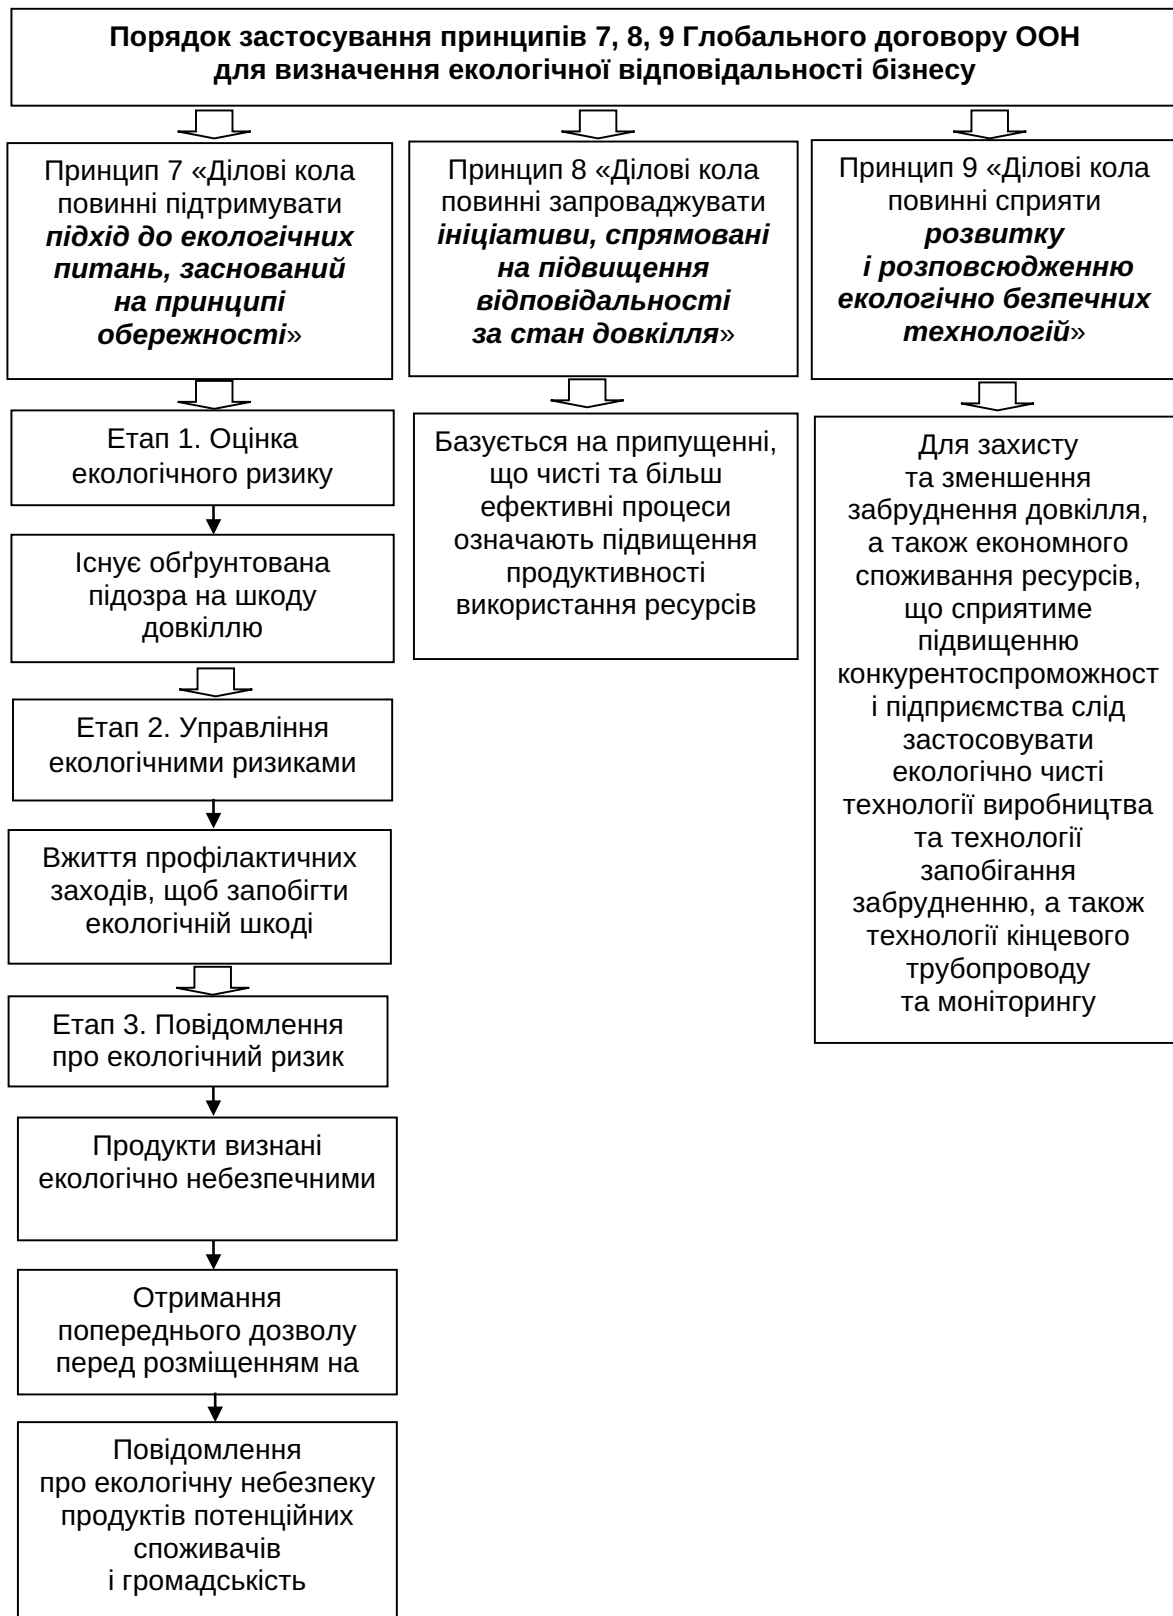 Порядок застосування принципів 7, 8, 9 Глобального договору ООН
для визначення екологічної відповідальності бізнесу
Принцип 7 «Ділові кола
повинні підтримувати
підхід до екологічних
питань, заснований
на принципі
обережності»
Принцип 8 «Ділові кола
повинні запроваджувати
ініціативи, спрямовані
на підвищення
відповідальності
за стан довкілля»
Принцип 9 «Ділові кола
повинні сприяти
розвитку
і розповсюдженню
екологічно безпечних
технологій»
Етап 1. Оцінка
екологічного ризику
Існує обґрунтована
підозра на шкоду
довкіллю
Етап 2. Управління
екологічними ризиками
Вжиття профілактичних
заходів, щоб запобігти
екологічній шкоді
Етап 3. Повідомлення
про екологічний ризик
Продукти визнані
екологічно небезпечними
Отримання
попереднього дозволу
перед розміщенням на
Повідомлення
про екологічну небезпеку
продуктів потенційних
споживачів
і громадськість
Базується на припущенні,
що чисті та більш
ефективні процеси
означають підвищення
продуктивності
використання ресурсів
Для захисту
та зменшення
забруднення довкілля,
а також економного
споживання ресурсів,
що сприятиме
підвищенню
конкурентоспроможност
і підприємства слід
застосовувати
екологічно чисті
технології виробництва
та технології
запобігання
забрудненню, а також
технології кінцевого
трубопроводу
та моніторингу